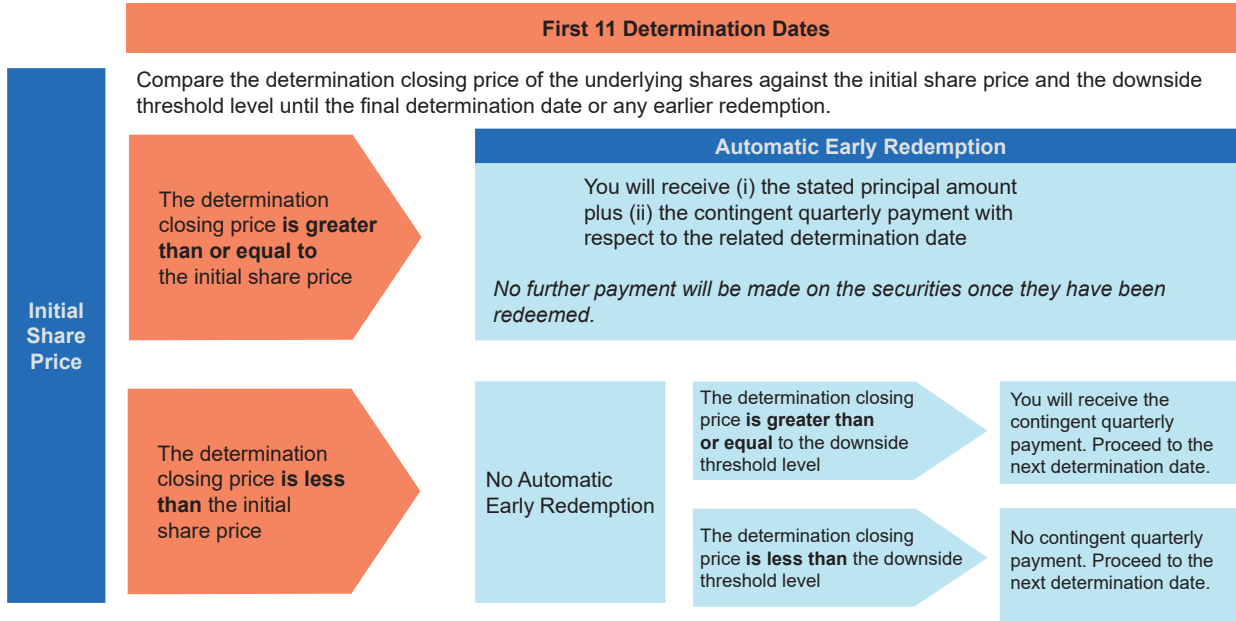 First 11 Determination Dates
Compare the determination closing price of the underlying shares against the initial share price and the downside
threshold level until the final determination date or any earlier redemption.
Initial
Share
Price
The determination
closing price is greater
than or equal to
the initial share price
Automatic Early Redemption
You will receive (i) the stated principal amount
plus (ii) the contingent quarterly payment with
respect to the related determination date
No further payment will be made on the securities once they have been
redeemed.
The determination
closing price is less
than the initial
share price
No Automatic
Early Redemption
The determination closing
price is greater than
or equal to the downside
threshold level
You will receive the
contingent quarterly
payment. Proceed to the
next determination date.
The determination closing
price is less than the downside
threshold level
No contingent quarterly
payment. Proceed to the
next determination date.